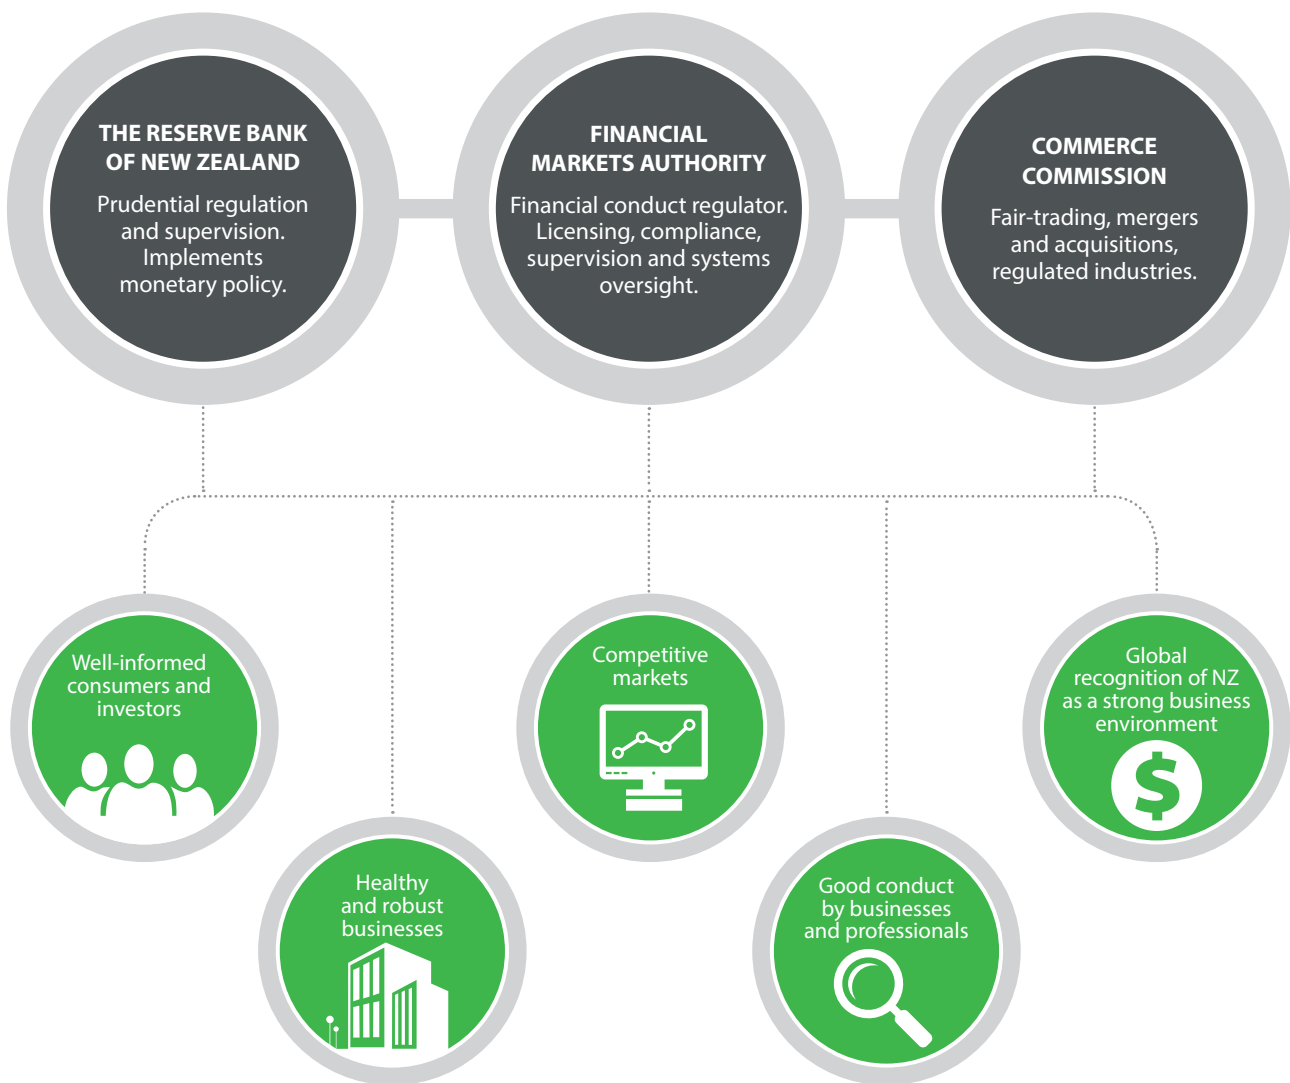 THE RESERVE BANK
OF NEW ZEALAND
Prudential regulation
and supervision.
Implements
monetary policy.
FINANCIAL
MARKETS AUTHORITY
Financial conduct regulator.
Licensing, compliance,
supervision and systems
oversight.
COMMERCE
COMMISSION
Fair-trading, mergers
and acquisitions,
regulated industries.
Well-informed
consumers and
investors
Healthy
and robust
businesses
Competitive
markets
Good conduct
by businesses
and professionals
Global
recognition of NZ
as a strong business
environment
$